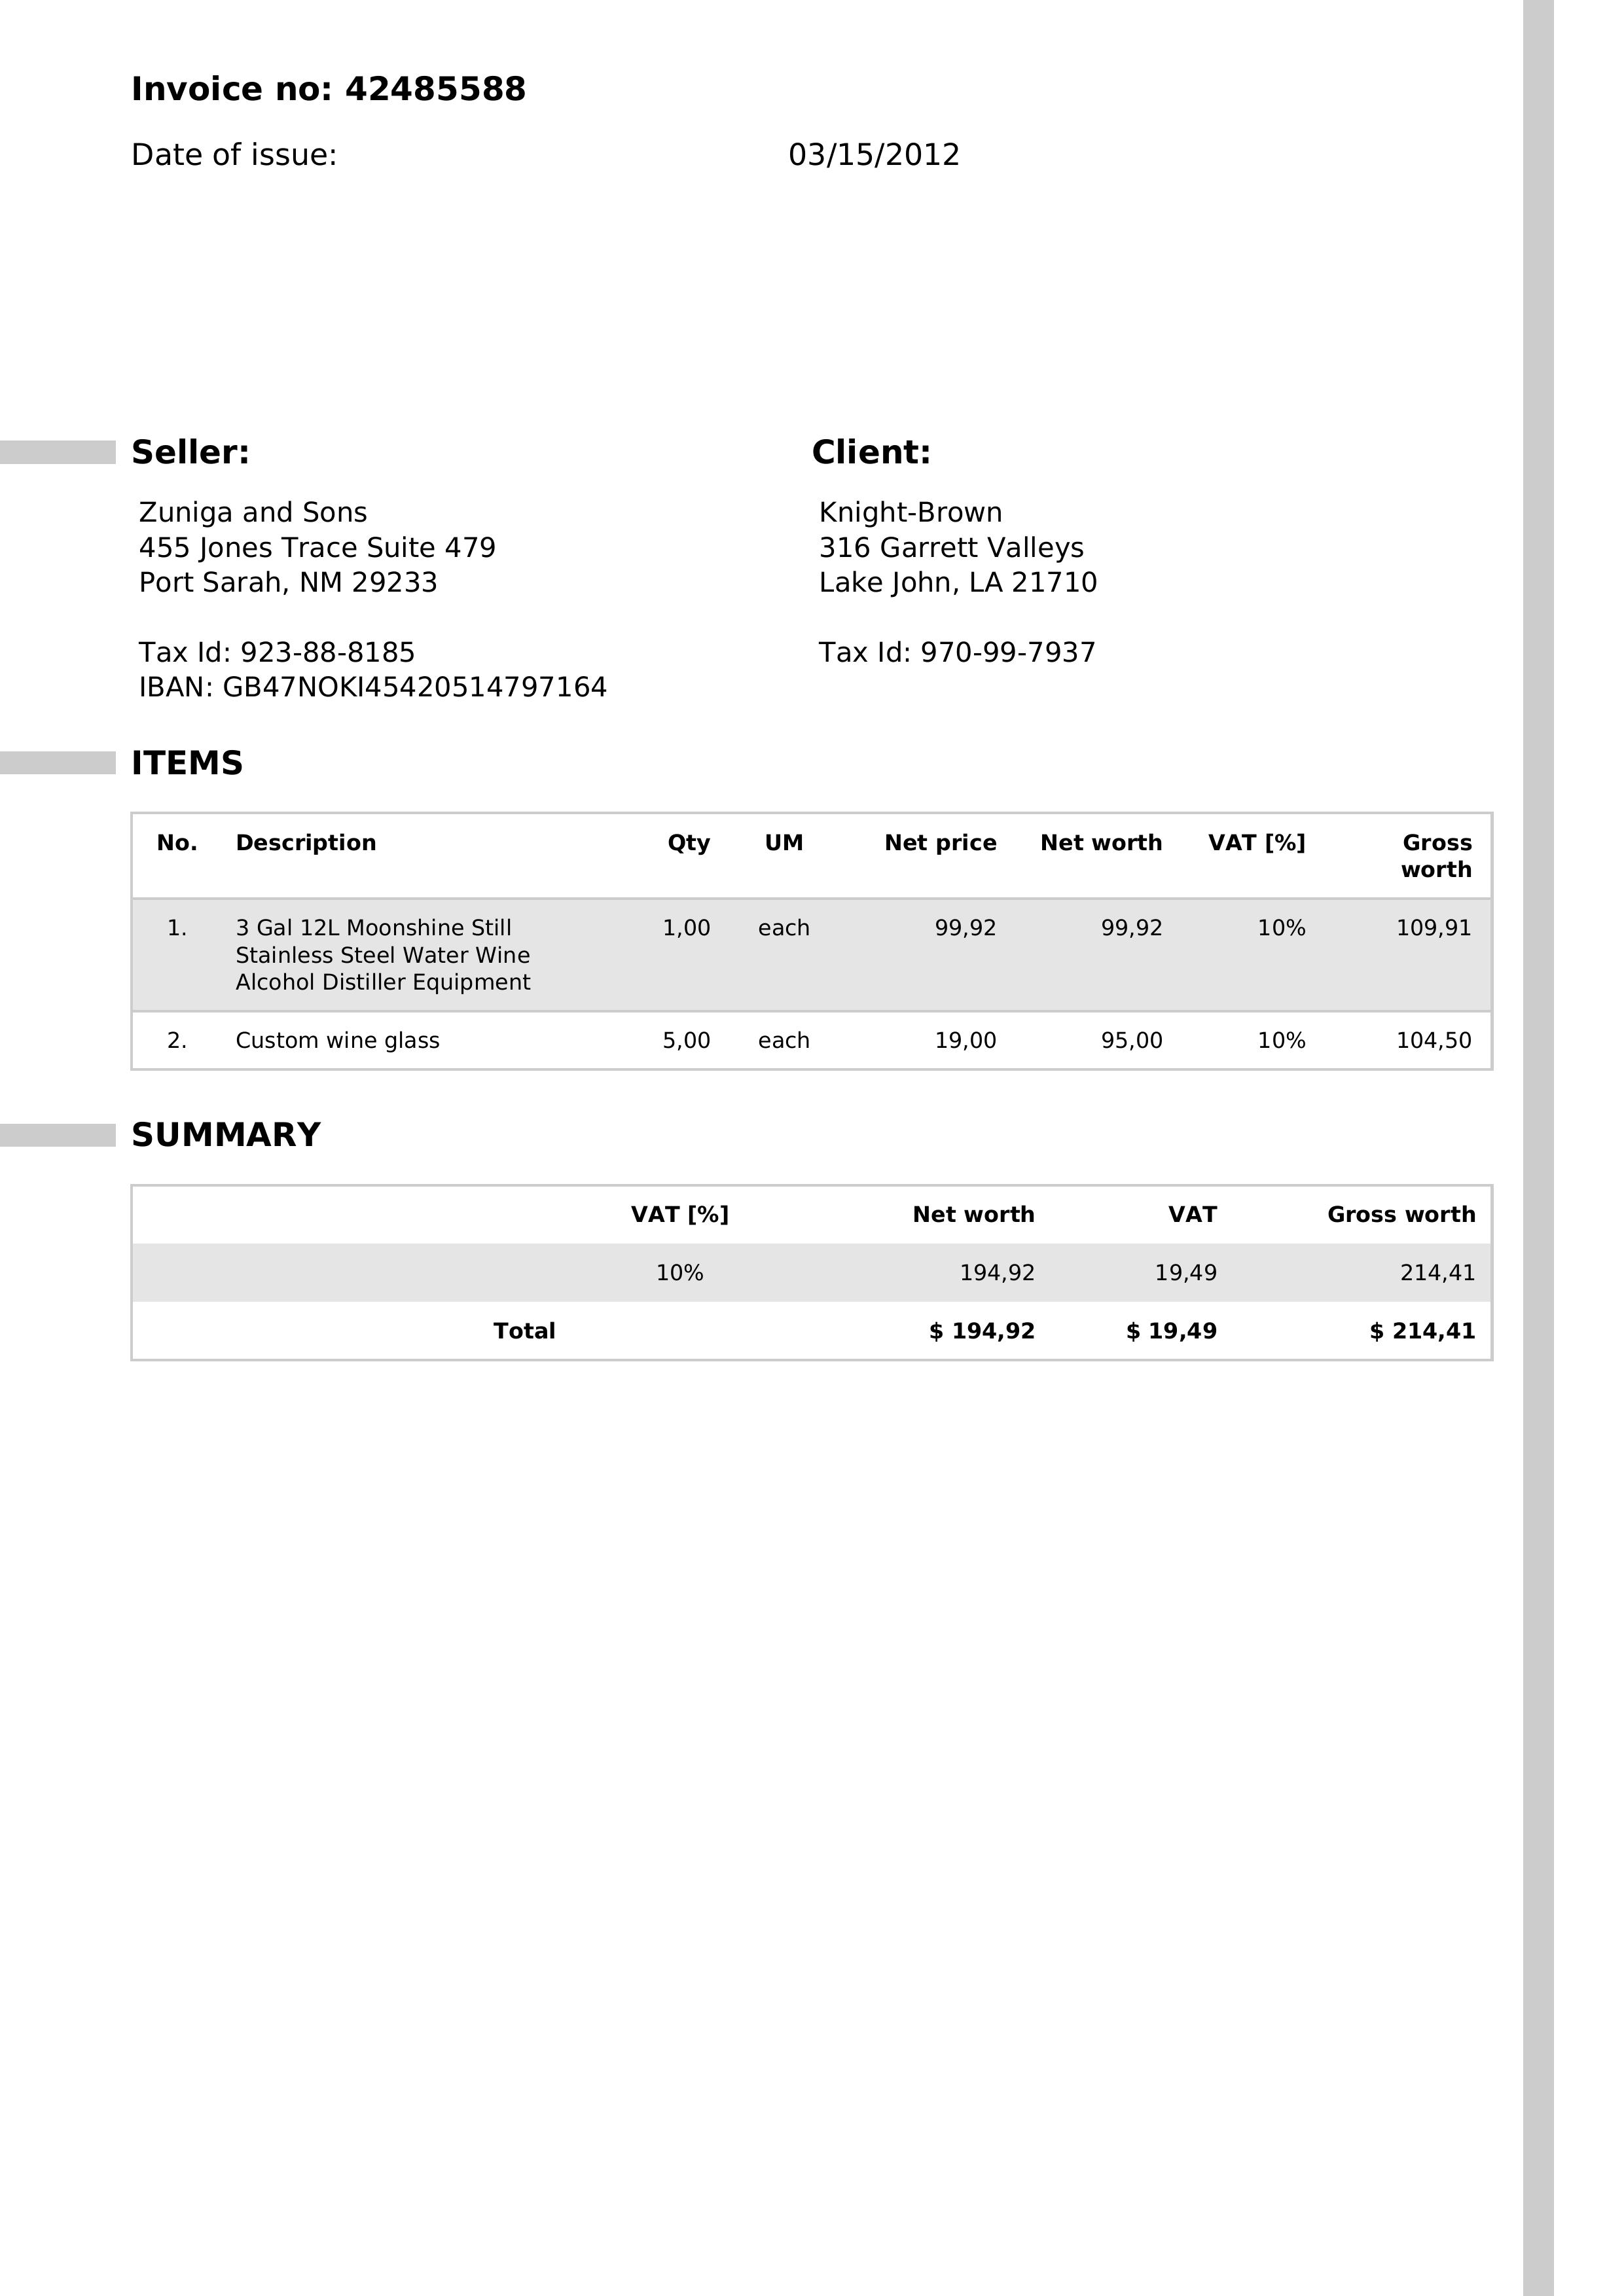 Invoice no: 42485588
Date of issue: 03/15/2012
Seller:
Zuniga and Sons
455 Jones Trace Suite 479
Port Sarah, NM 29233
Tax Id: 923-88-8185
IBAN: GB47NOKI45420514797164
Client:
Knight-Brown
316 Garrett Valleys
Lake John, LA 21710
Tax Id: 970-99-7937
ITEMS
No. Description Qty UM Net price Net worth VAT [%] Gross
worth
1. 3 Gal 12L Moonshine Still 1,00 each 99,92 99,92 10% 109,91
Stainless Steel Water Wine
Alcohol Distiller Equipment
2. Custom wine glass 5,00 each 19,00 95,00 10% 104,50
SUMMARY
VAT [%] Net worth VAT Gross worth
10% 194,92 19,49 214,41
Total $ 194,92 $ 19,49 $ 214,41